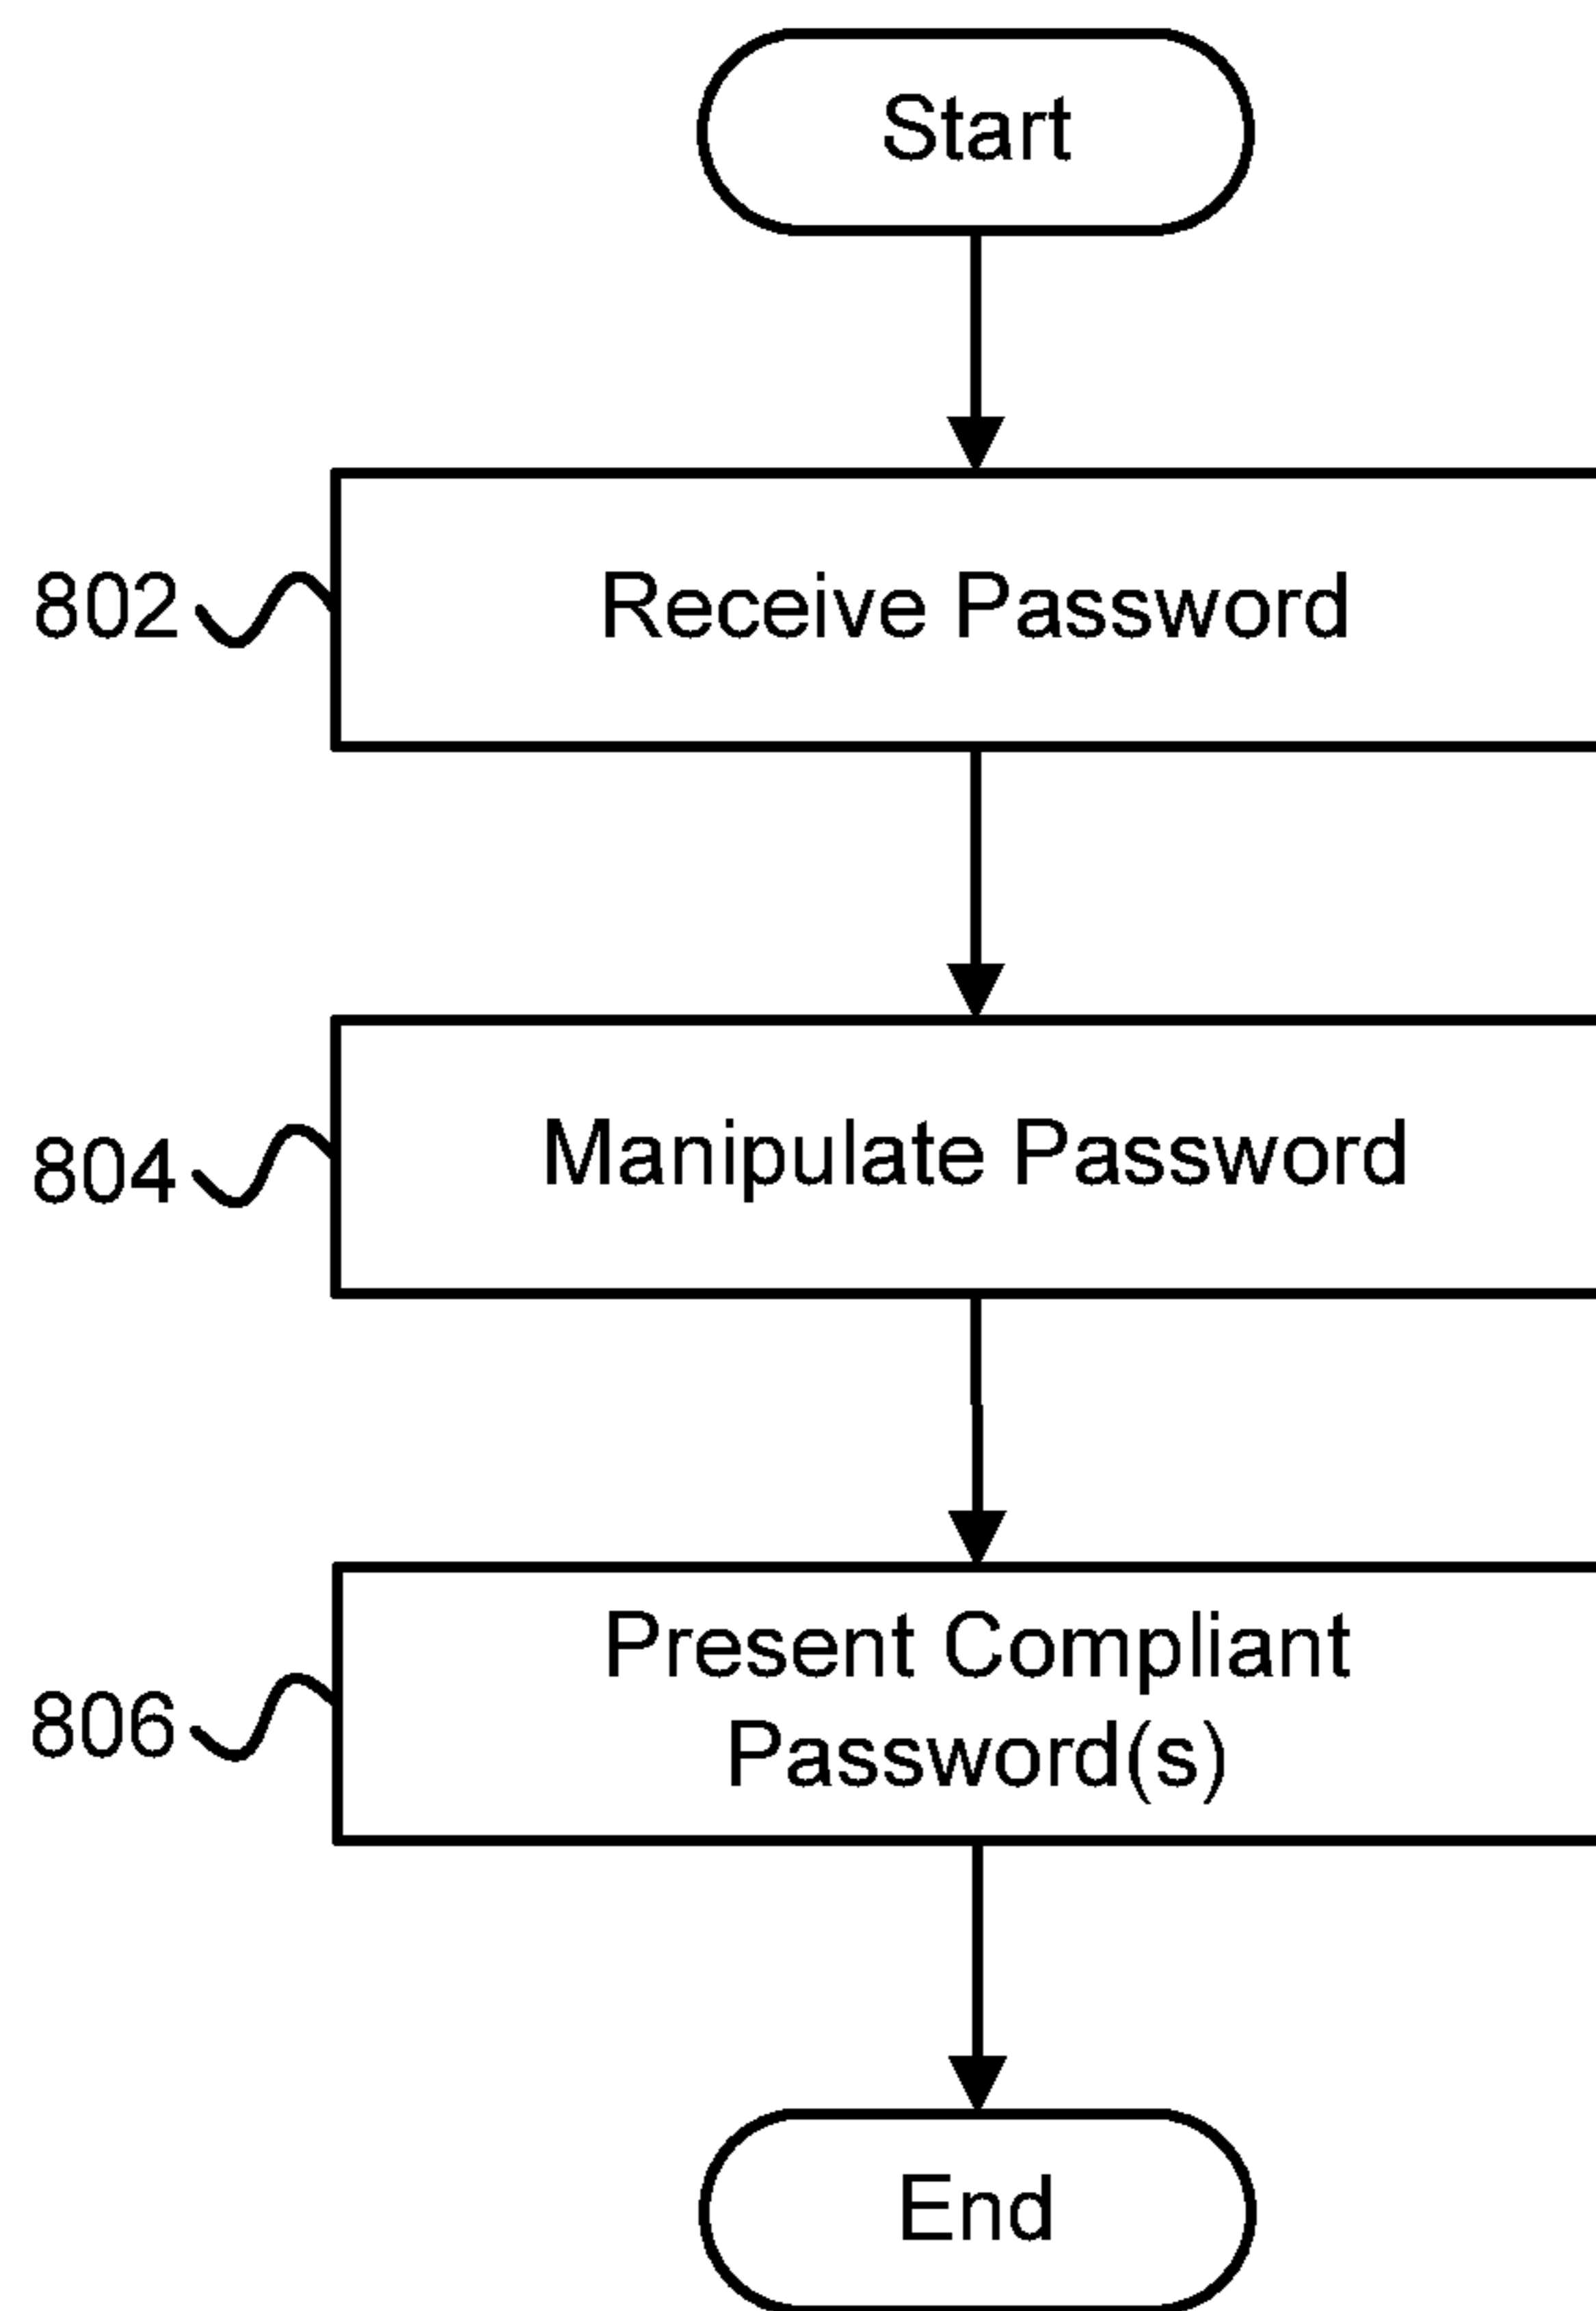 Start
802
Receive Password
804
Manipulate Password
806
Present Compliant
Password(s)
End